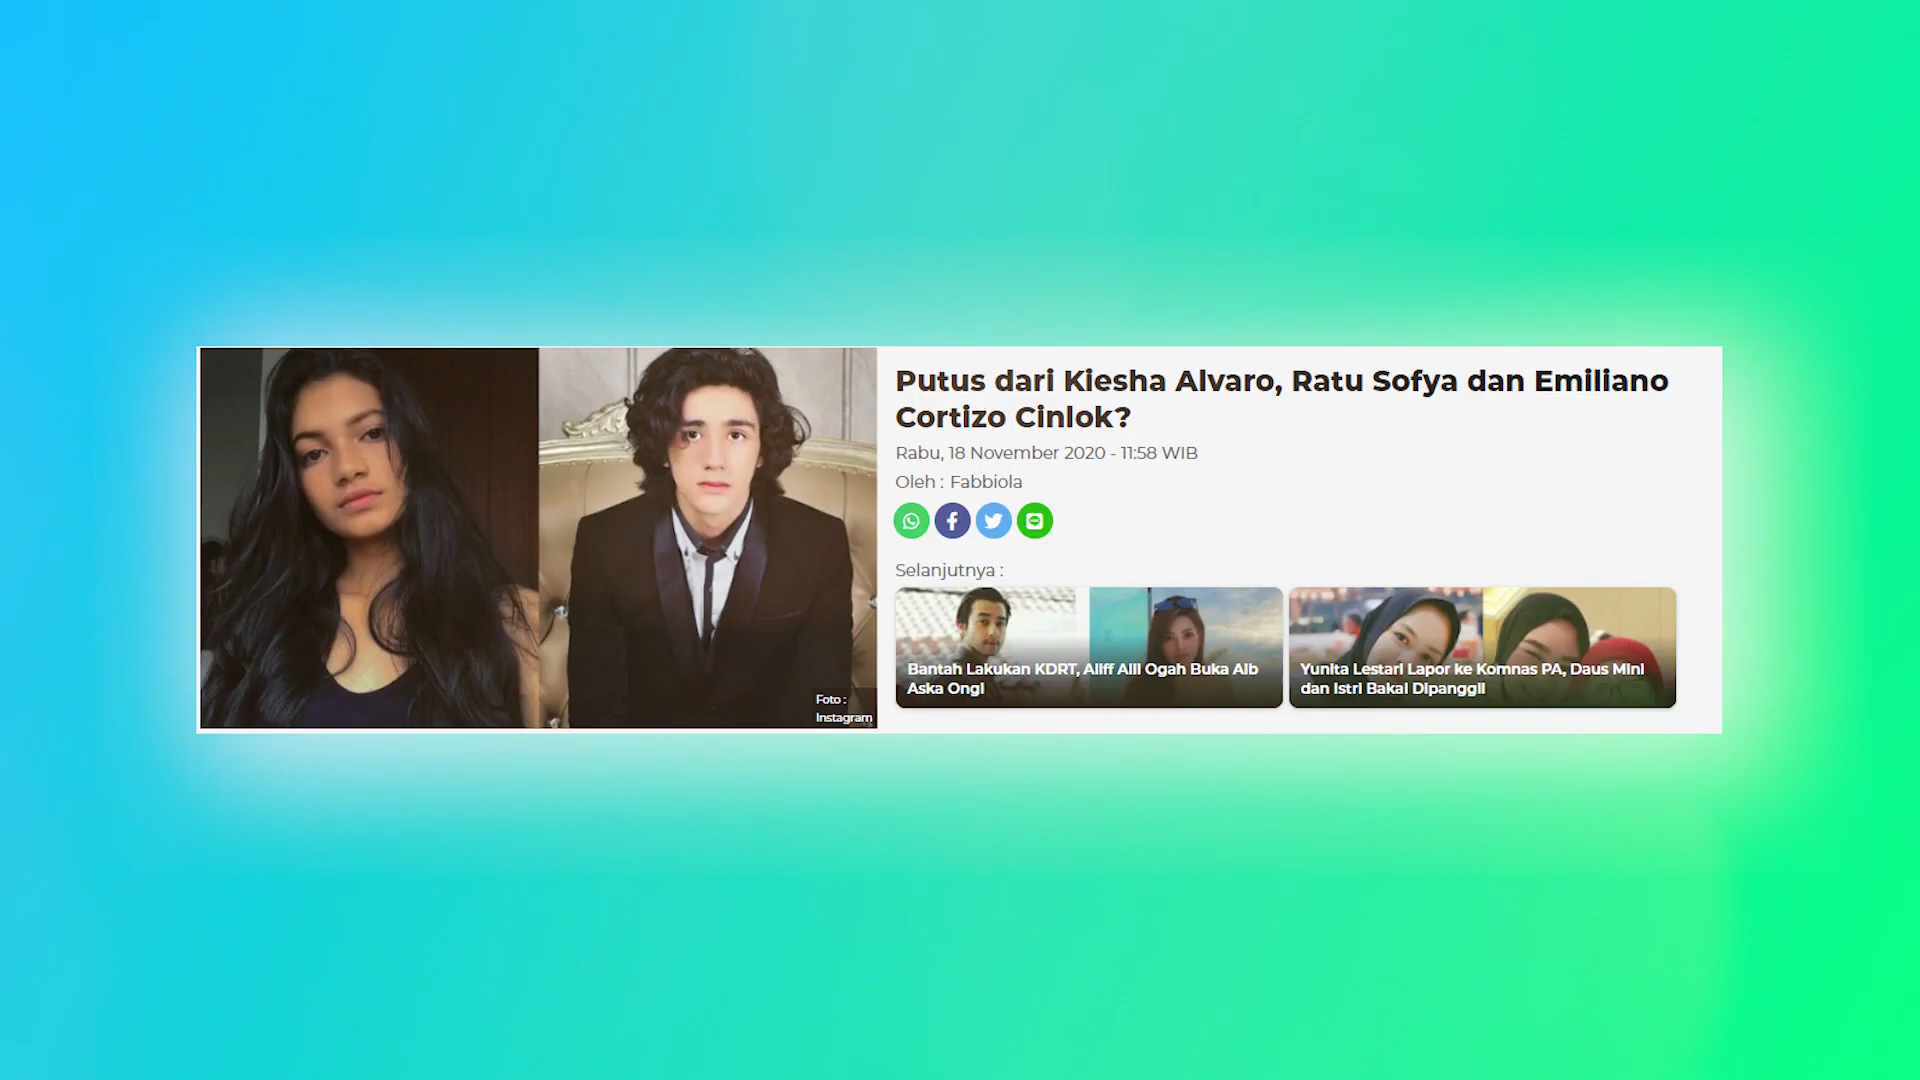 Putus dari Kiesha Alvaro, Ratu Sofya dan Emiliano
Cortizo Cinlok?
Rabu, 18 November 2020 - 11:58 WIB
Oleh : Fabbiola
Selanjutnya :
Bantah Lakukan KDRT, Aliff Alli Ogah Buka Aib
Aska Ongi
Yunita Lestari Lapor ke Komnas PA, Daus Mini
dan Istri Bakal Dipanggil
Foto :
Instagram